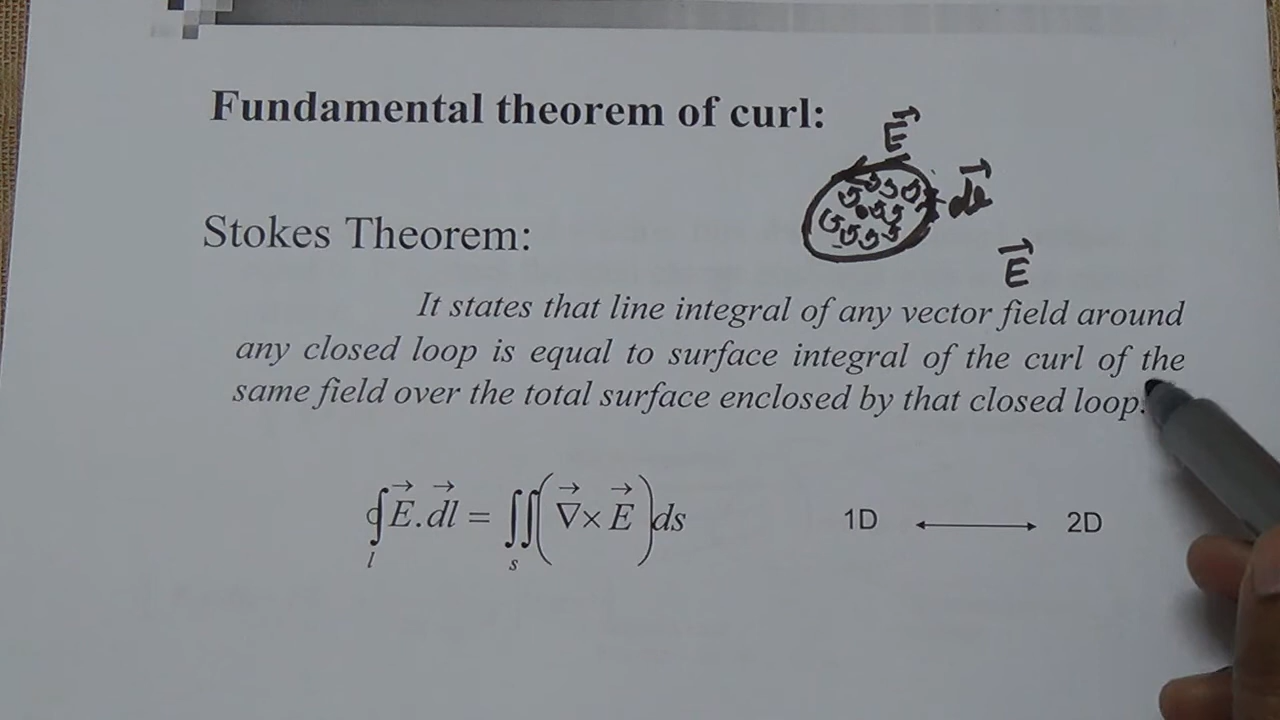 Fundamental theorem of curl:
E⃗
dl⃗
Stokes Theorem:
E⃗
It states that line integral of any vector field around
any closed loop is equal to surface integral of the curl of the
same field over the total surface enclosed by that closed loop.
∮_l E⃗.dl⃗ = ∬_s (∇⃗× E⃗)ds
1D ⟷ 2D